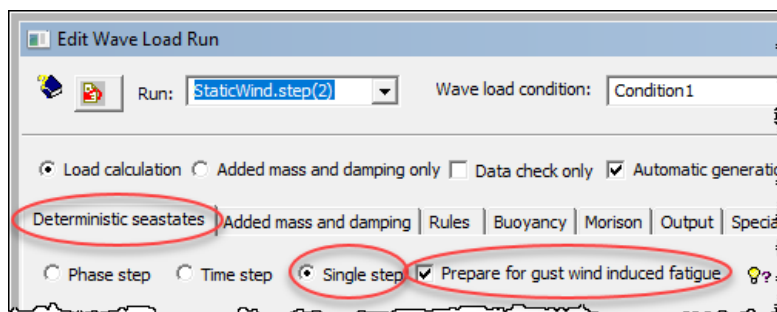 Edit Wave Load Run
Run: StaticWind.step(2) Wave load condition: Condition1
Load calculation Added mass and damping only Data check only Automatic generatio
Deterministic seastates Added mass and damping Rules Buoyancy Morison Output Specia
Phase step Time step Single step Prepare for gust wind induced fatigue ?